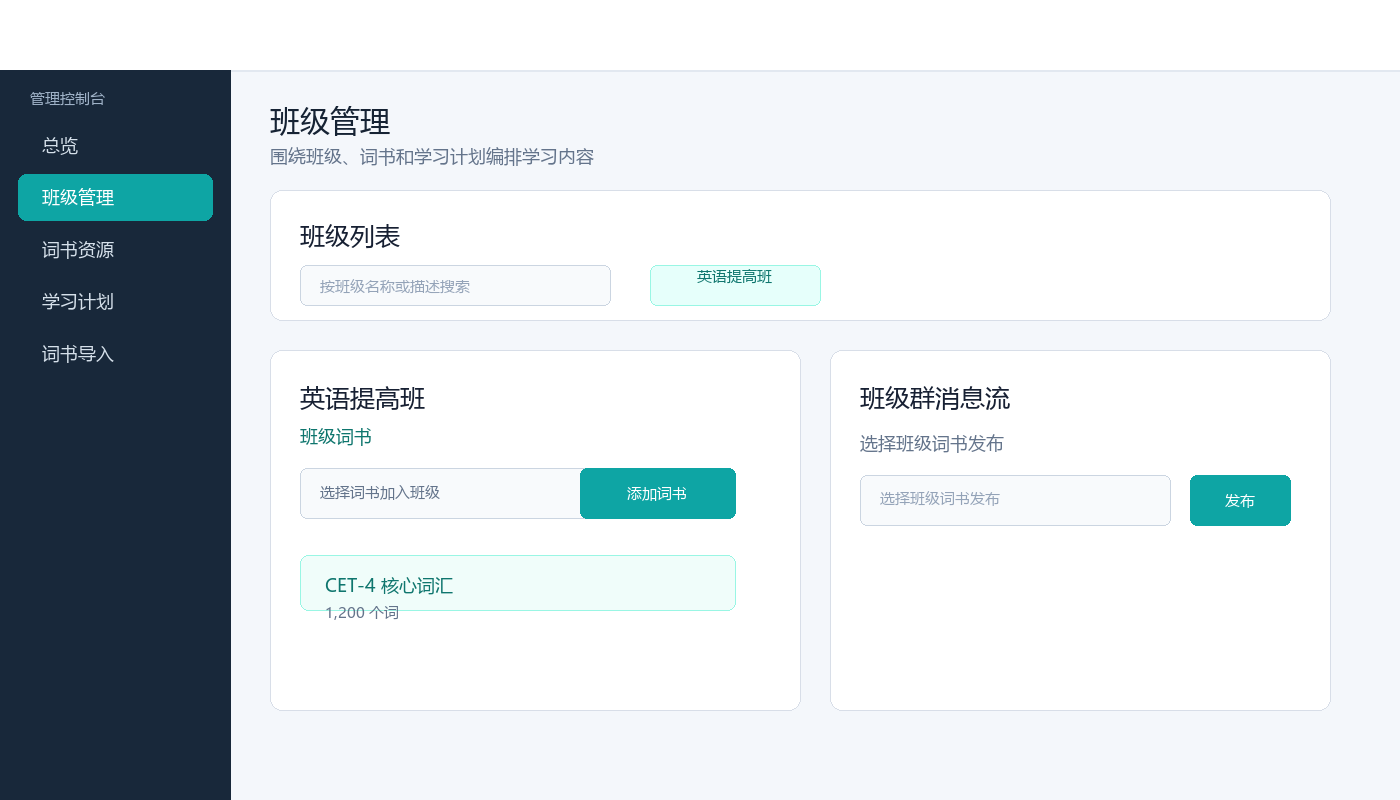 管理控制台
总览
班级管理
词书资源
学习计划
词书导入
班级管理
围绕班级、词书和学习计划编排学习内容
班级列表
按班级名称或描述搜索
英语提高班
英语提高班
班级词书
选择词书加入班级
添加词书
CET-4 核心词汇
1,200 个词
班级群消息流
选择班级词书发布
选择班级词书发布
发布